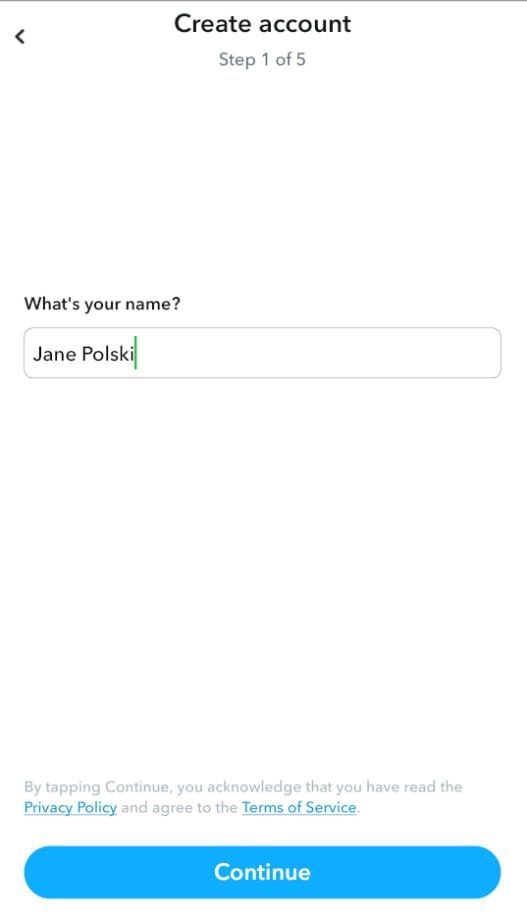 Create account
Step 1 of 5
What's your name?
Jane Polski
By tapping Continue, you acknowledge that you have read the
Privacy Policy and agree to the Terms of Service.
Continue